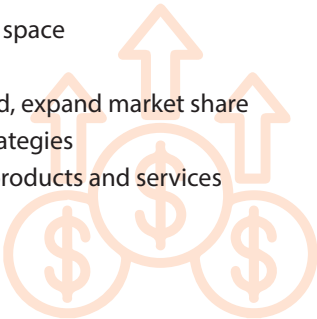 space
d, expand market share
ategies
roducts and services
$ $ $